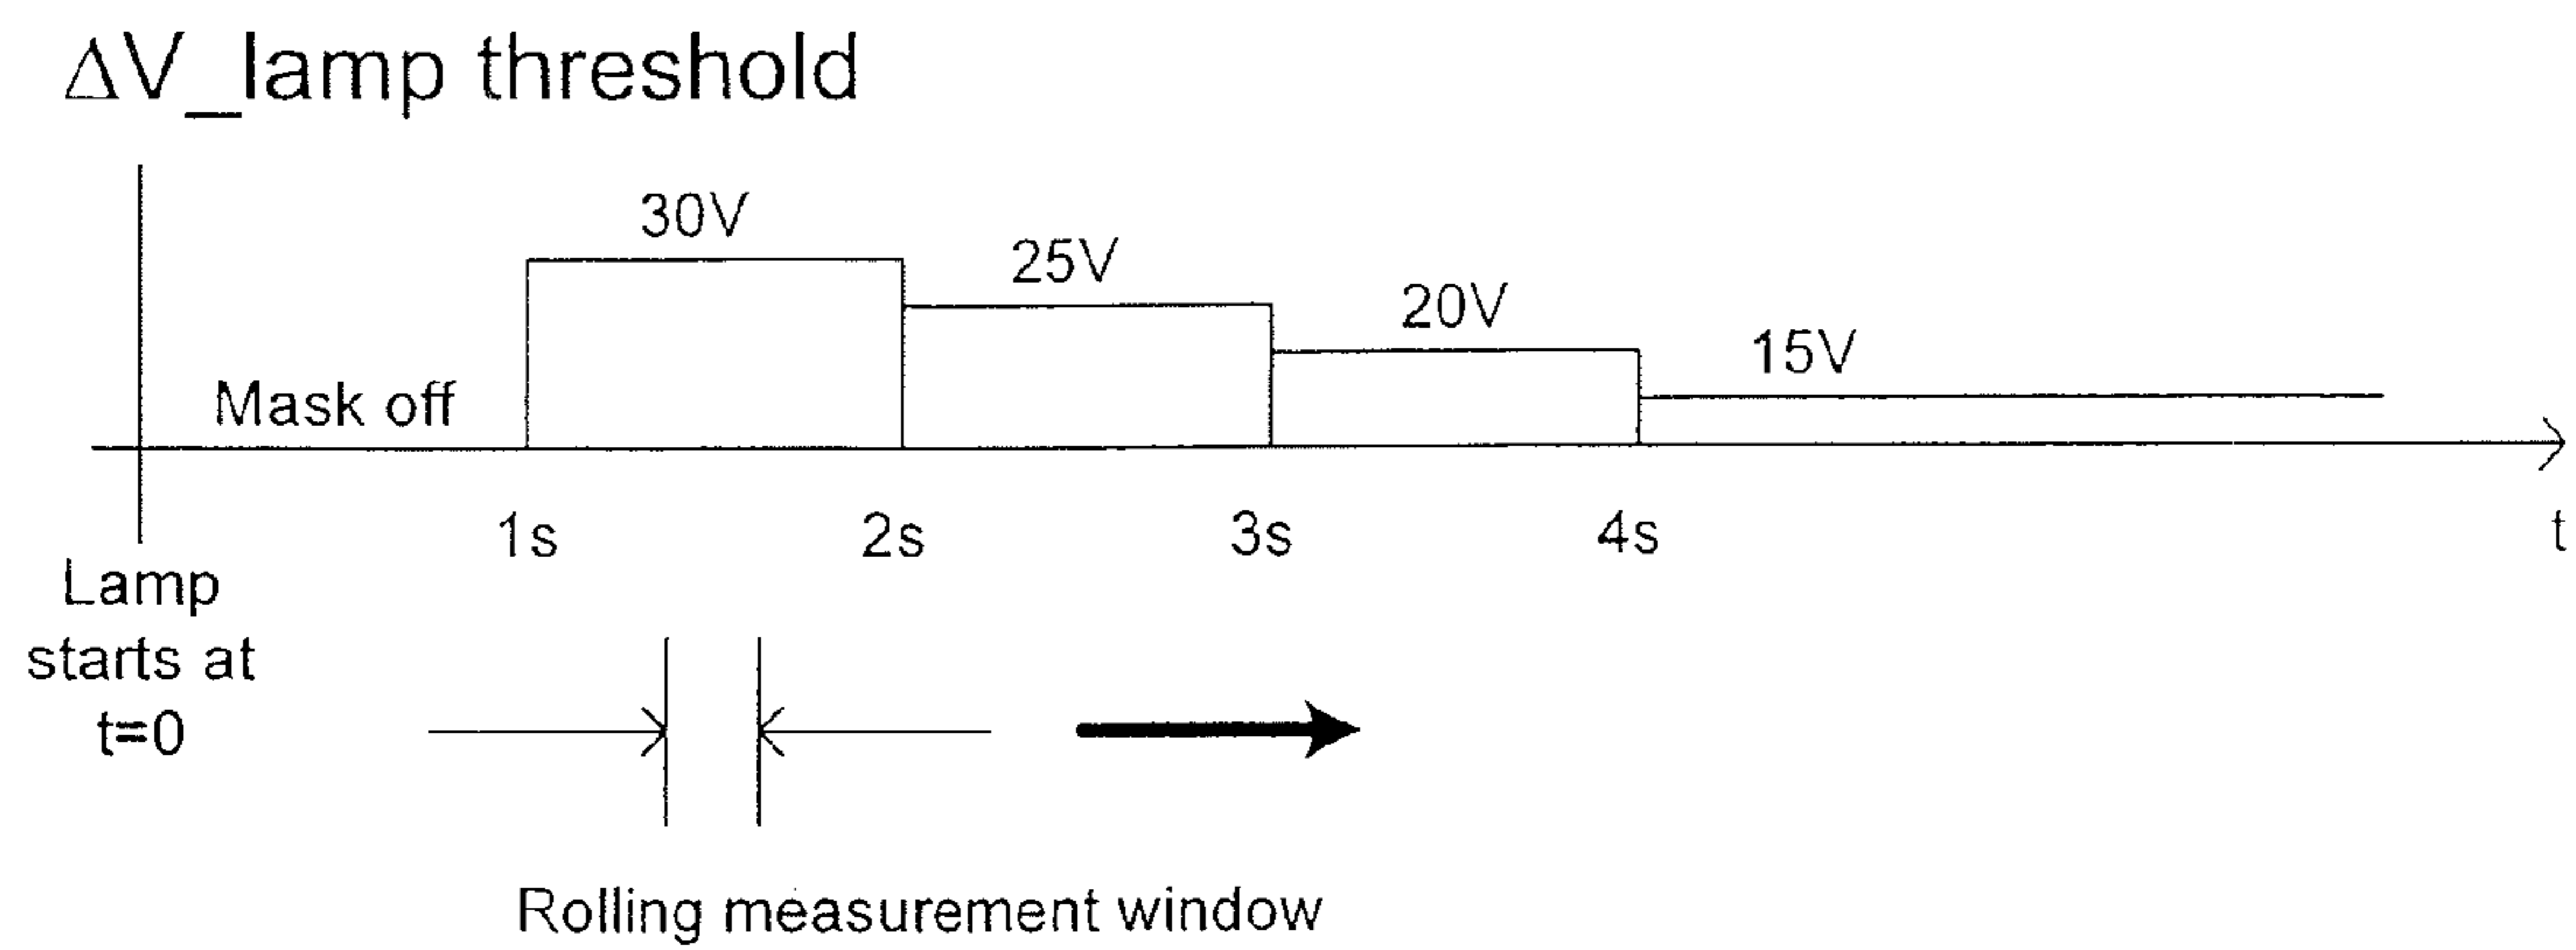 ΔV_lamp threshold
30V
25V
20V
15V
Mask off
1s
2s
3s
4s
t
Lamp
starts at
t=0
Rolling measurement window